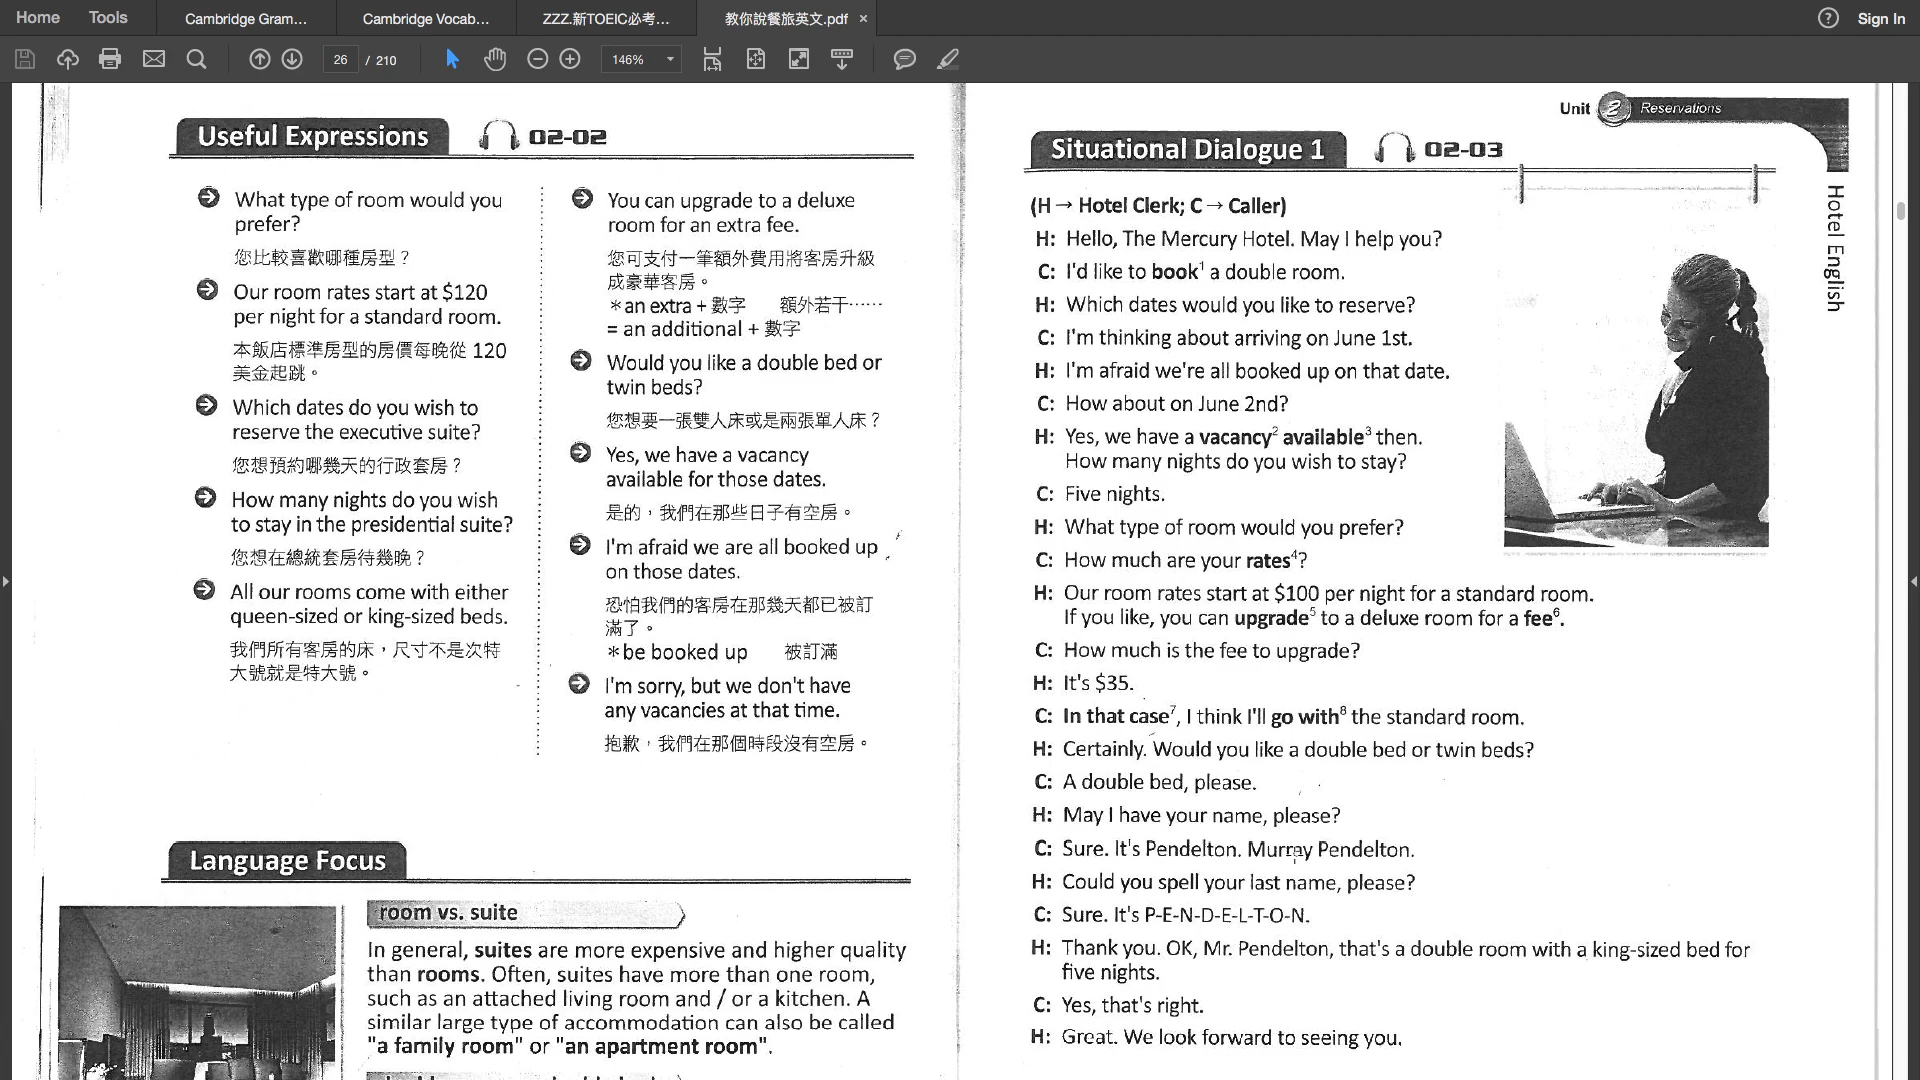 Home
Tools
Cambridge Gram...
Cambridge Vocab...
ZZZ.新TOEIC必考...
教你說餐旅英文.pdf ×
? Sign In
26 / 210
146%
Useful Expressions 02-02
What type of room would you
prefer?
您比較喜歡哪種房型？
Our room rates start at $120
per night for a standard room.
本飯店標準房型的房價每晚從 120
美金起跳。
Which dates do you wish to
reserve the executive suite?
您想預約哪幾天的行政套房？
How many nights do you wish
to stay in the presidential suite?
您想在總統套房待幾晚？
All our rooms come with either
queen-sized or king-sized beds.
我們所有客房的床，尺寸不是次特
大號就是特大號。
You can upgrade to a deluxe
room for an extra fee.
您可支付一筆額外費用將客房升級
成豪華客房。
＊an extra + 數字 額外若干……
= an additional + 數字
Would you like a double bed or
twin beds?
您想要一張雙人床或是兩張單人床？
Yes, we have a vacancy
available for those dates.
是的，我們在那些日子有空房。
I'm afraid we are all booked up
on those dates.
恐怕我們的客房在那幾天都已被訂
滿了。
＊be booked up 被訂滿
I'm sorry, but we don't have
any vacancies at that time.
抱歉，我們在那個時段沒有空房。
Language Focus
room vs. suite
In general, suites are more expensive and higher quality
than rooms. Often, suites have more than one room,
such as an attached living room and / or a kitchen. A
similar large type of accommodation can also be called
"a family room" or "an apartment room".
Unit 2 Reservations
Hotel English
Situational Dialogue 1 02-03
(H → Hotel Clerk; C → Caller)
H: Hello, The Mercury Hotel. May I help you?
C: I'd like to book1 a double room.
H: Which dates would you like to reserve?
C: I'm thinking about arriving on June 1st.
H: I'm afraid we're all booked up on that date.
C: How about on June 2nd?
H: Yes, we have a vacancy2 available3 then.
How many nights do you wish to stay?
C: Five nights.
H: What type of room would you prefer?
C: How much are your rates4?
H: Our room rates start at $100 per night for a standard room.
If you like, you can upgrade5 to a deluxe room for a fee6.
C: How much is the fee to upgrade?
H: It's $35.
C: In that case7, I think I'll go with8 the standard room.
H: Certainly. Would you like a double bed or twin beds?
C: A double bed, please.
H: May I have your name, please?
C: Sure. It's Pendelton. Murray Pendelton.
H: Could you spell your last name, please?
C: Sure. It's P-E-N-D-E-L-T-O-N.
H: Thank you. OK, Mr. Pendelton, that's a double room with a king-sized bed for
five nights.
C: Yes, that's right.
H: Great. We look forward to seeing you.